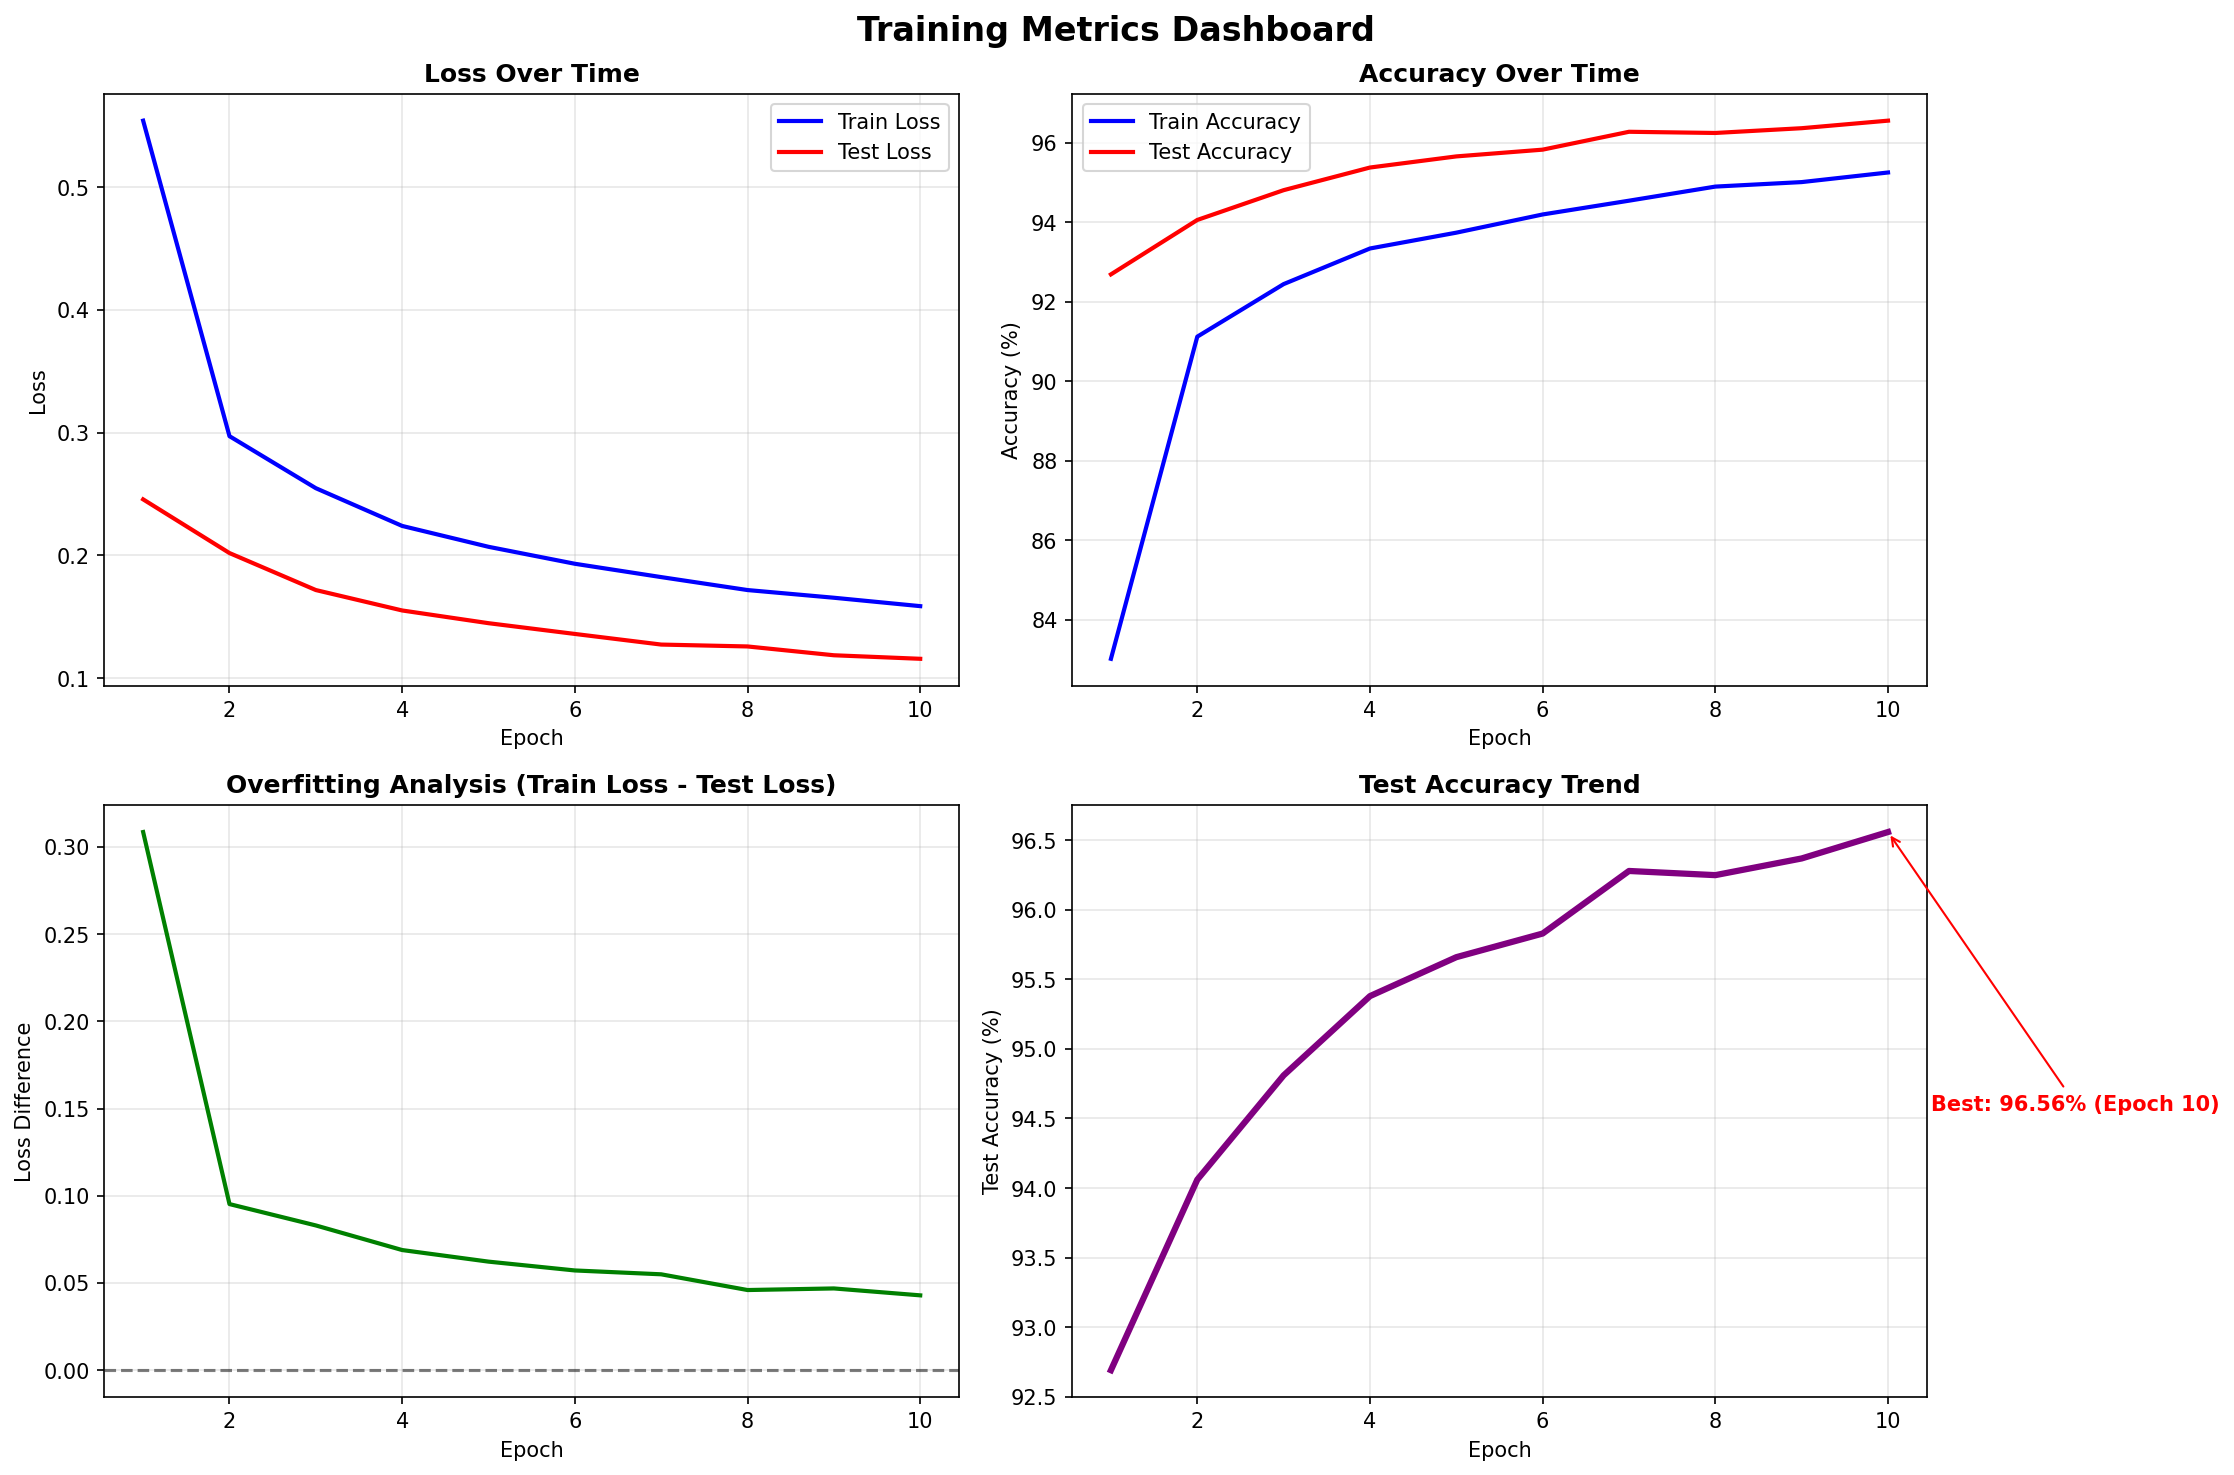 Training Metrics Dashboard
Loss Over Time
Train Loss
Test Loss
0.5
0.4
0.3
0.2
0.1
Loss
2 4 6 8 10
Epoch
Accuracy Over Time
Train Accuracy
Test Accuracy
96
94
92
90
88
86
84
Accuracy (%)
2 4 6 8 10
Epoch
Overfitting Analysis (Train Loss - Test Loss)
0.30
0.25
0.20
0.15
0.10
0.05
0.00
Loss Difference
2 4 6 8 10
Epoch
Test Accuracy Trend
96.5
96.0
95.5
95.0
94.5
94.0
93.5
93.0
92.5
Test Accuracy (%)
Best: 96.56% (Epoch 10)
2 4 6 8 10
Epoch